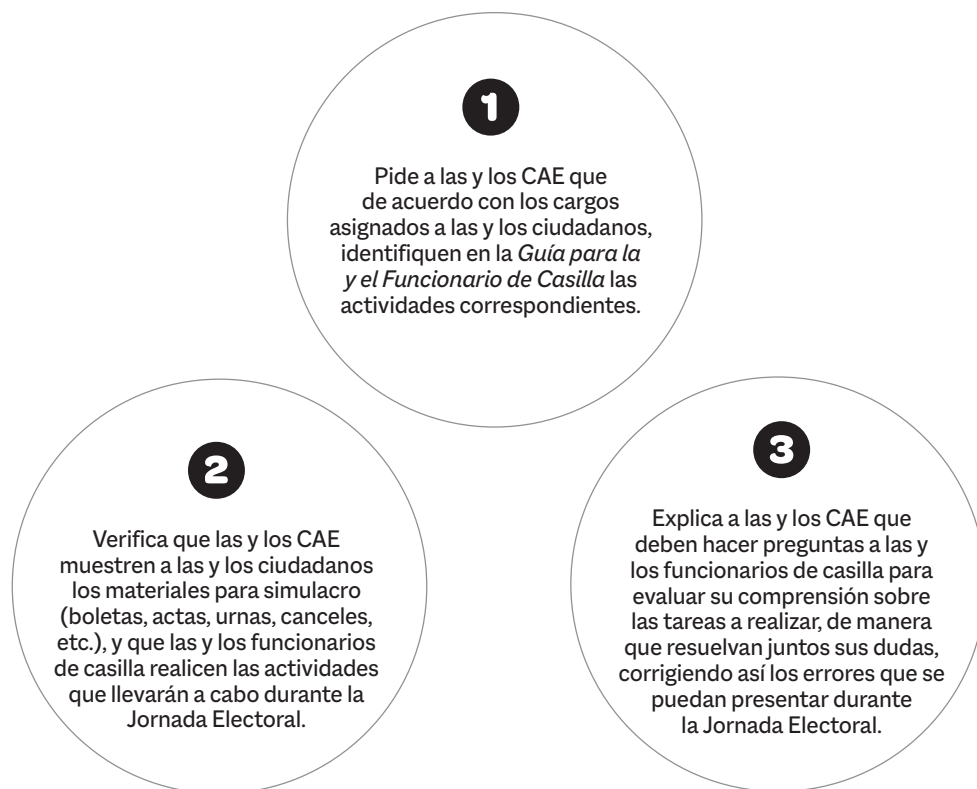 1
Pide a las y los CAE que
de acuerdo con los cargos
asignados a las y los ciudadanos,
identifiquen en la Guía para la
y el Funcionario de Casilla las
actividades correspondientes.
2
Verifica que las y los CAE
muestren a las y los ciudadanos
los materiales para simulacro
(boletas, actas, urnas, canceles,
etc.), y que las y los funcionarios
de casilla realicen las actividades
que llevarán a cabo durante la
Jornada Electoral.
3
Explica a las y los CAE que
deben hacer preguntas a las y
los funcionarios de casilla para
evaluar su comprensión sobre
las tareas a realizar, de manera
que resuelvan juntos sus dudas,
corrigiendo así los errores que se
puedan presentar durante
la Jornada Electoral.